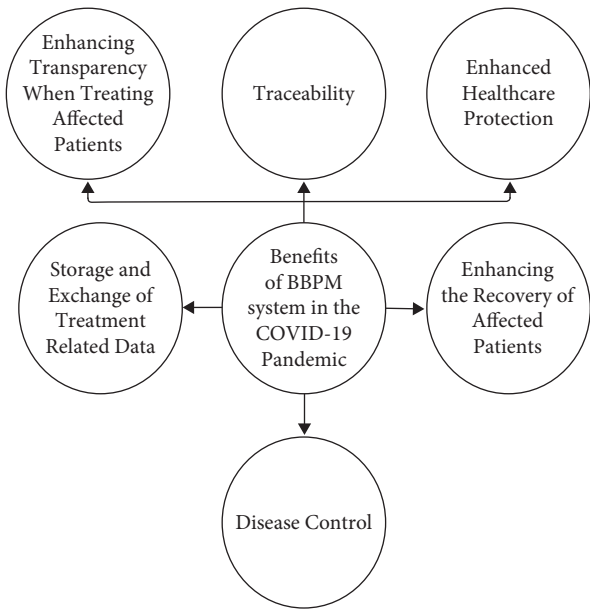 Enhancing
Transparency
When Treating
Affected
Patients
Traceability
Enhanced
Healthcare
Protection
Storage and
Exchange of
Treatment
Related Data
Benefits
of BBPM
system in the
COVID-19
Pandemic
Enhancing
the Recovery of
Affected
Patients
Disease Control